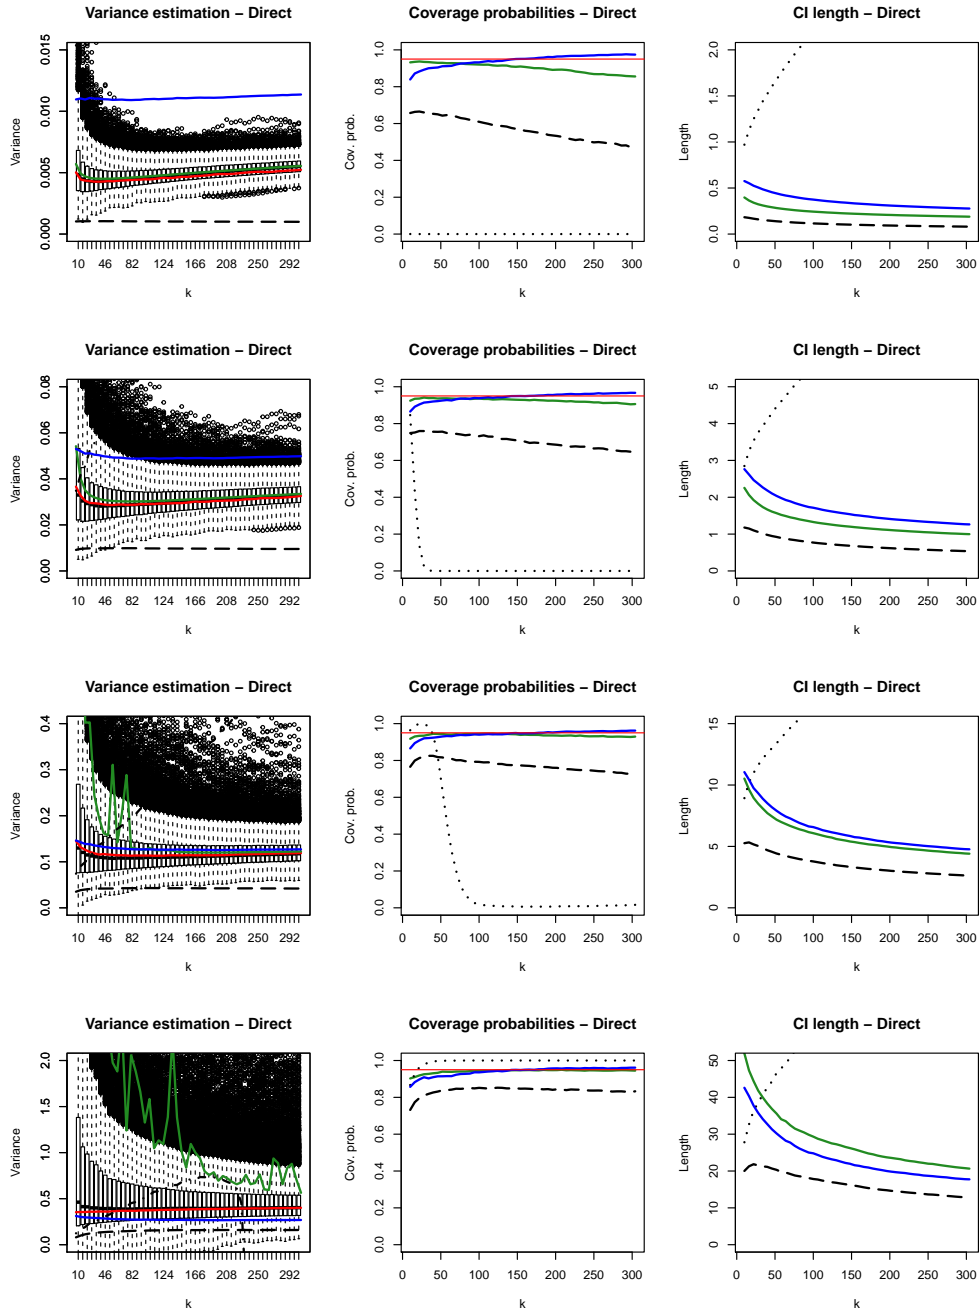 Variance estimation – Direct
Coverage probabilities – Direct
CI length – Direct
Variance
0.000 0.005 0.010 0.015
10 46 82 124 166 208 250 292
k
Cov. prob.
0.0 0.2 0.4 0.6 0.8 1.0
0 50 100 150 200 250 300
k
Length
0.0 0.5 1.0 1.5 2.0
0 50 100 150 200 250 300
k
Variance estimation – Direct
Coverage probabilities – Direct
CI length – Direct
Variance
0.00 0.02 0.04 0.06 0.08
10 46 82 124 166 208 250 292
k
Cov. prob.
0.0 0.2 0.4 0.6 0.8 1.0
0 50 100 150 200 250 300
k
Length
0 1 2 3 4 5
0 50 100 150 200 250 300
k
Variance estimation – Direct
Coverage probabilities – Direct
CI length – Direct
Variance
0.0 0.1 0.2 0.3 0.4
10 46 82 124 166 208 250 292
k
Cov. prob.
0.0 0.2 0.4 0.6 0.8 1.0
0 50 100 150 200 250 300
k
Length
0 5 10 15
0 50 100 150 200 250 300
k
Variance estimation – Direct
Coverage probabilities – Direct
CI length – Direct
Variance
0.0 0.5 1.0 1.5 2.0
10 46 82 124 166 208 250 292
k
Cov. prob.
0.0 0.2 0.4 0.6 0.8 1.0
0 50 100 150 200 250 300
k
Length
0 10 20 30 40 50
0 50 100 150 200 250 300
k